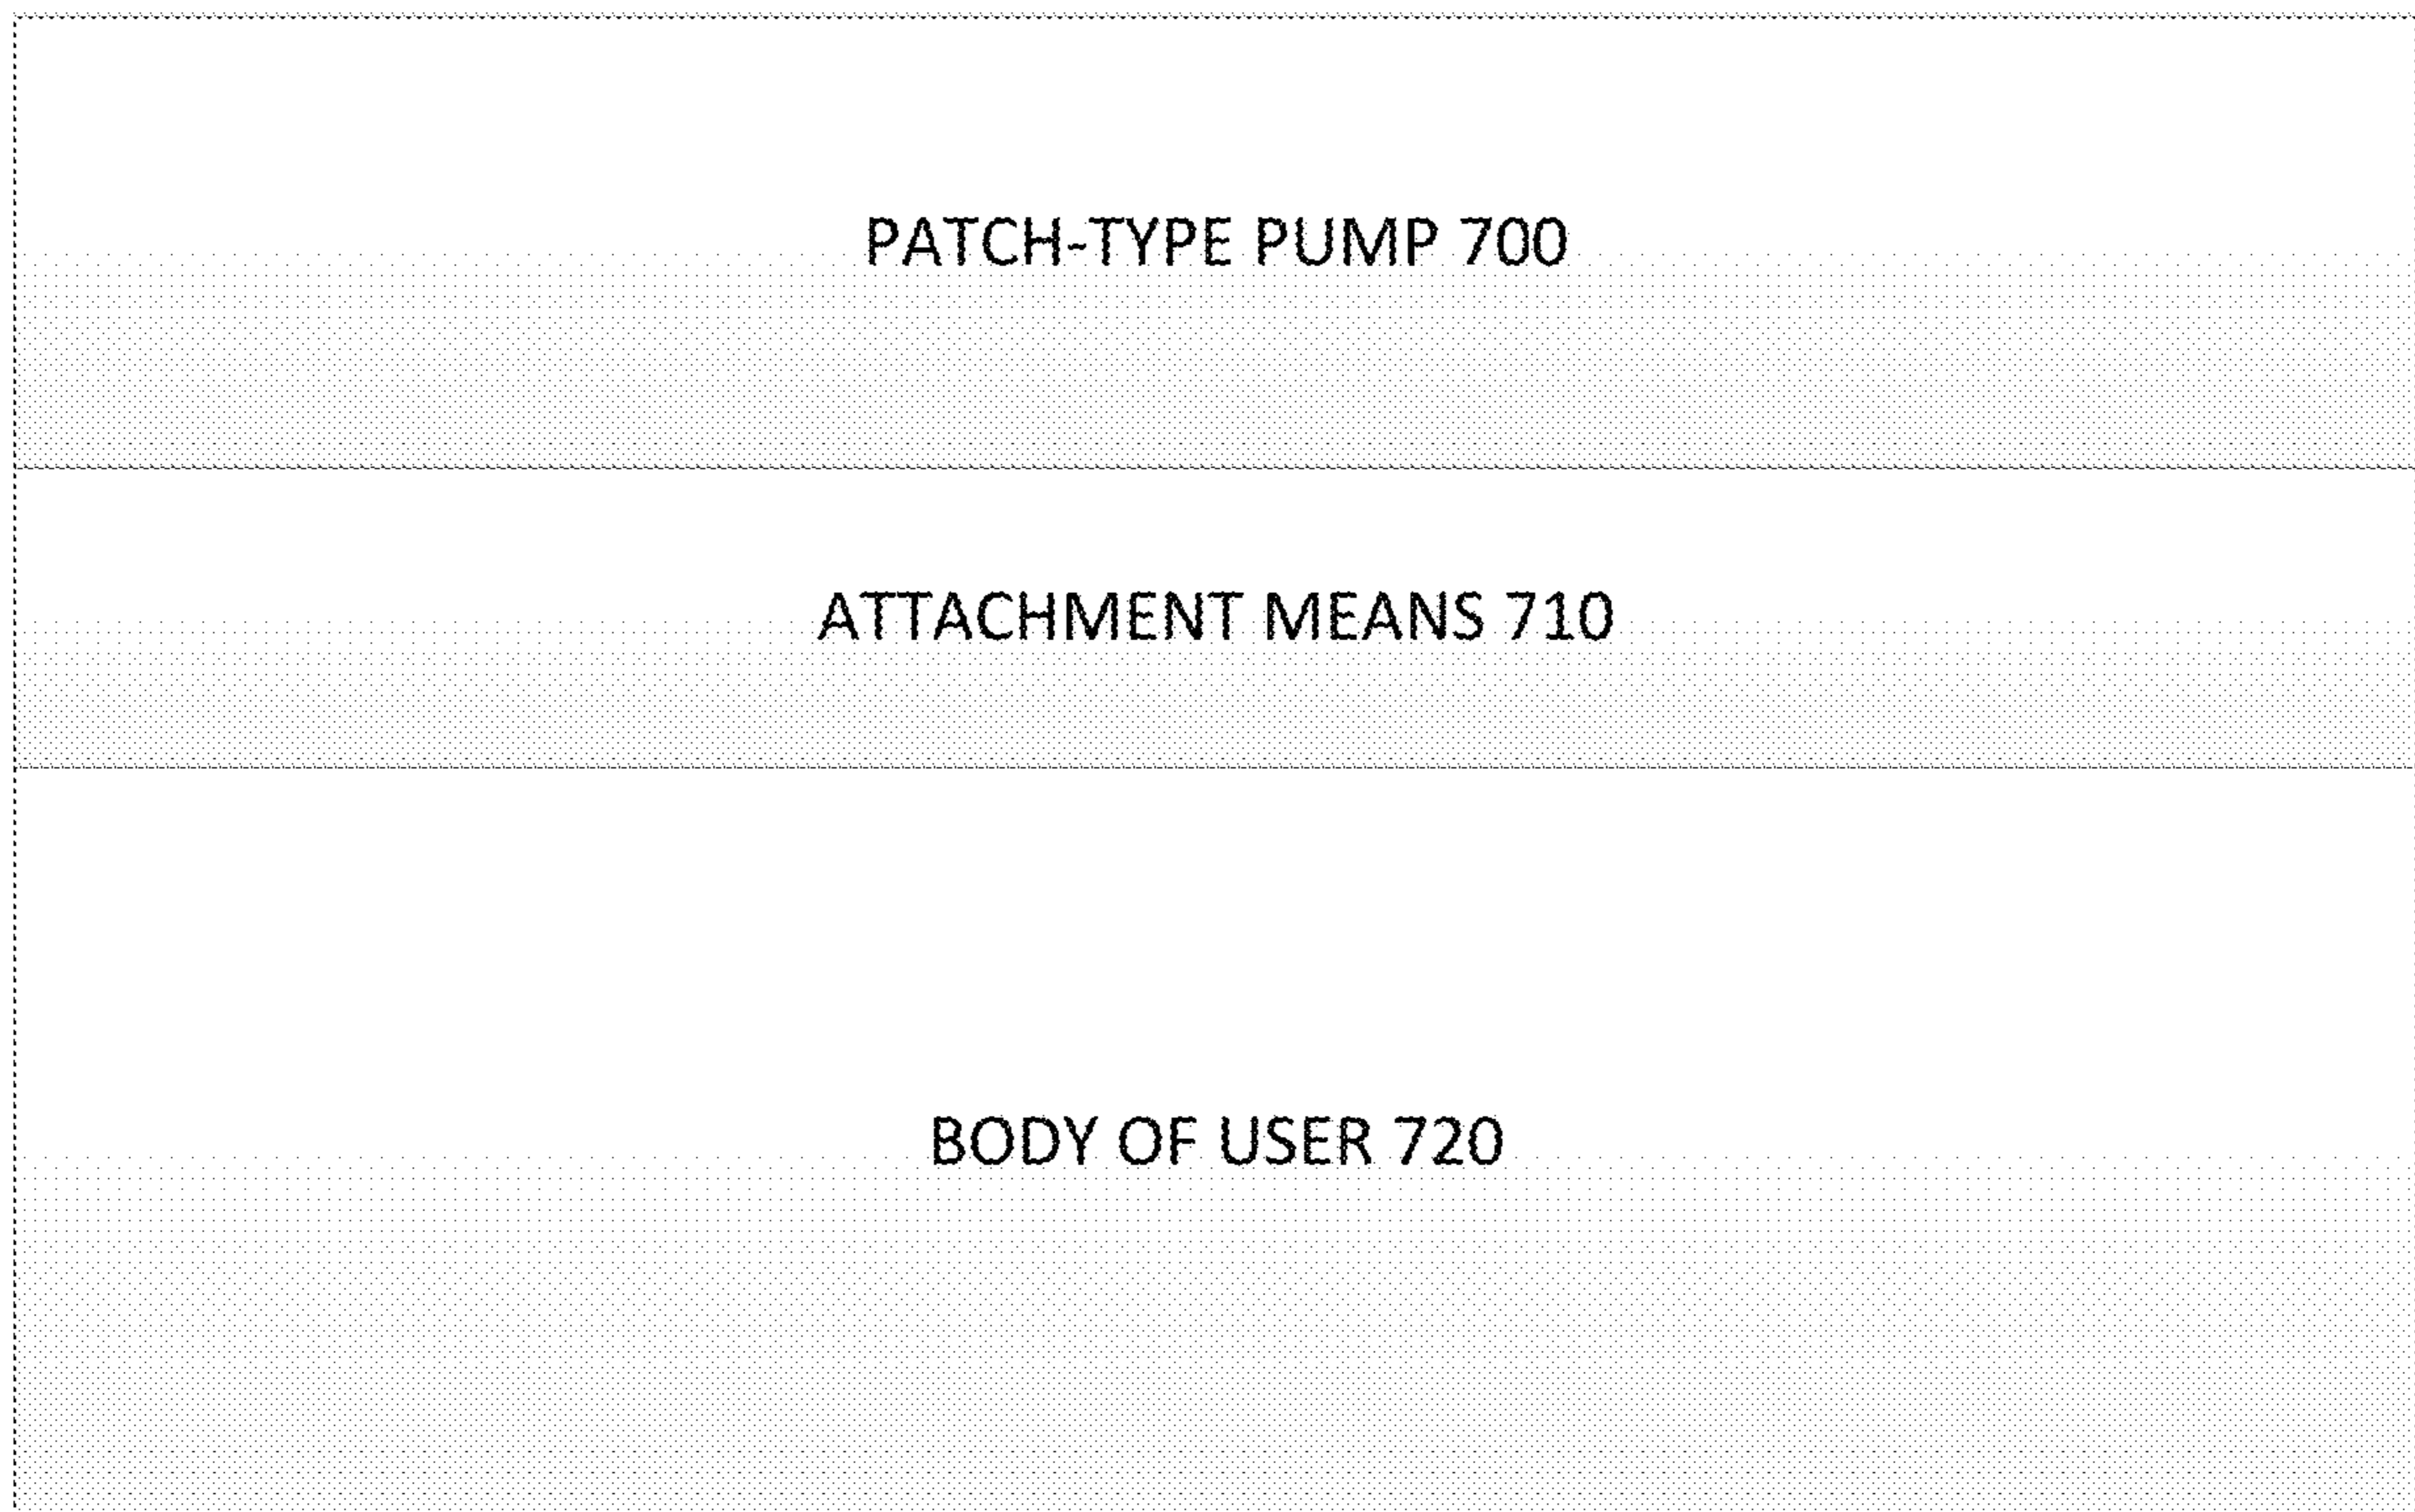 PATCH-TYPE PUMP 700
ATTACHMENT MEANS 710
BODY OF USER 720